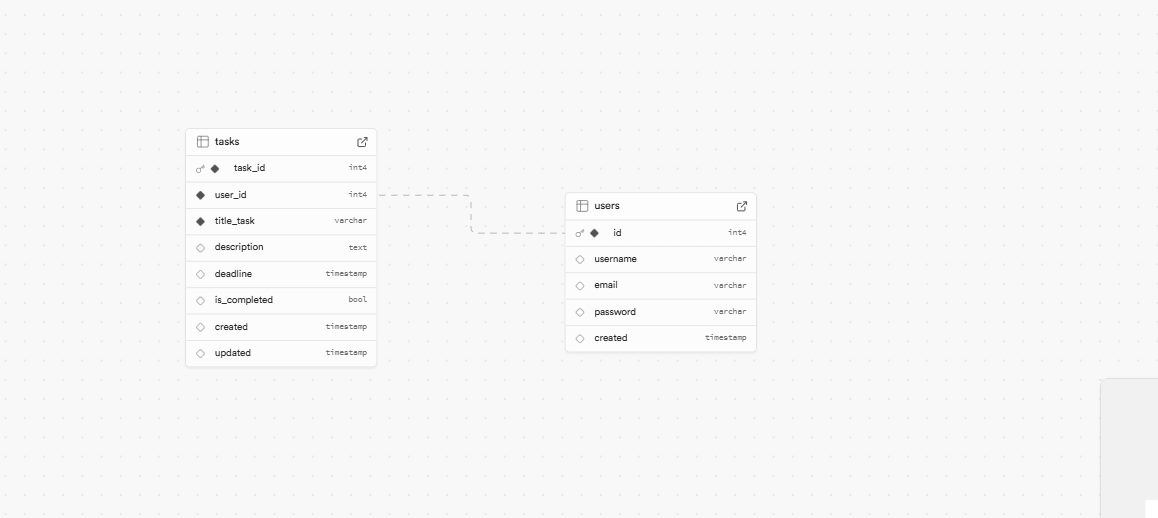 tasks
task_id int4
user_id int4
title_task varchar
description text
deadline timestamp
is_completed bool
created timestamp
updated timestamp
users
id int4
username varchar
email varchar
password varchar
created timestamp